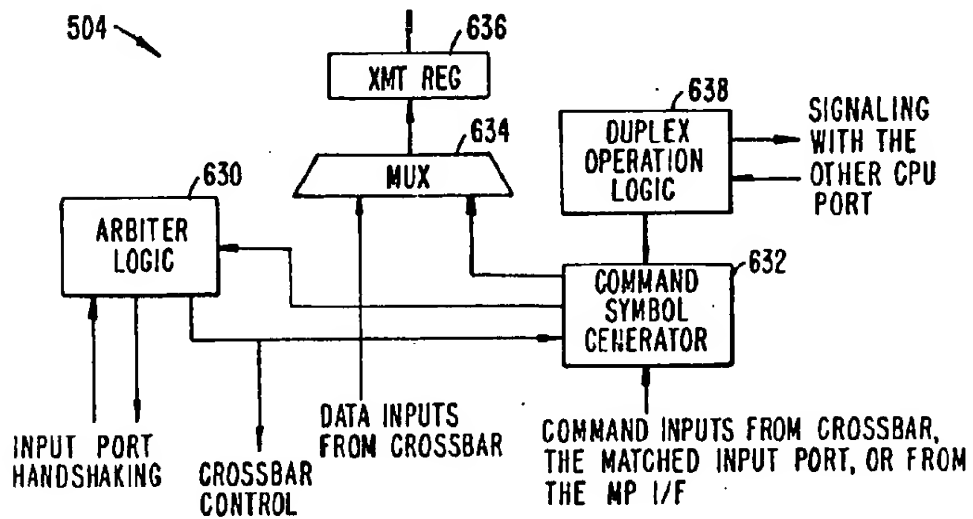 504
636
XMT REG
634
MUX
638
DUPLEX
OPERATION
LOGIC
SIGNALING
WITH THE
OTHER CPU
PORT
630
ARBITER
LOGIC
632
COMMAND
SYMBOL
GENERATOR
INPUT PORT
HANDSHAKING
CROSSBAR
CONTROL
DATA INPUTS
FROM CROSSBAR
COMMAND INPUTS FROM CROSSBAR,
THE MATCHED INPUT PORT, OR FROM
THE MP I/F